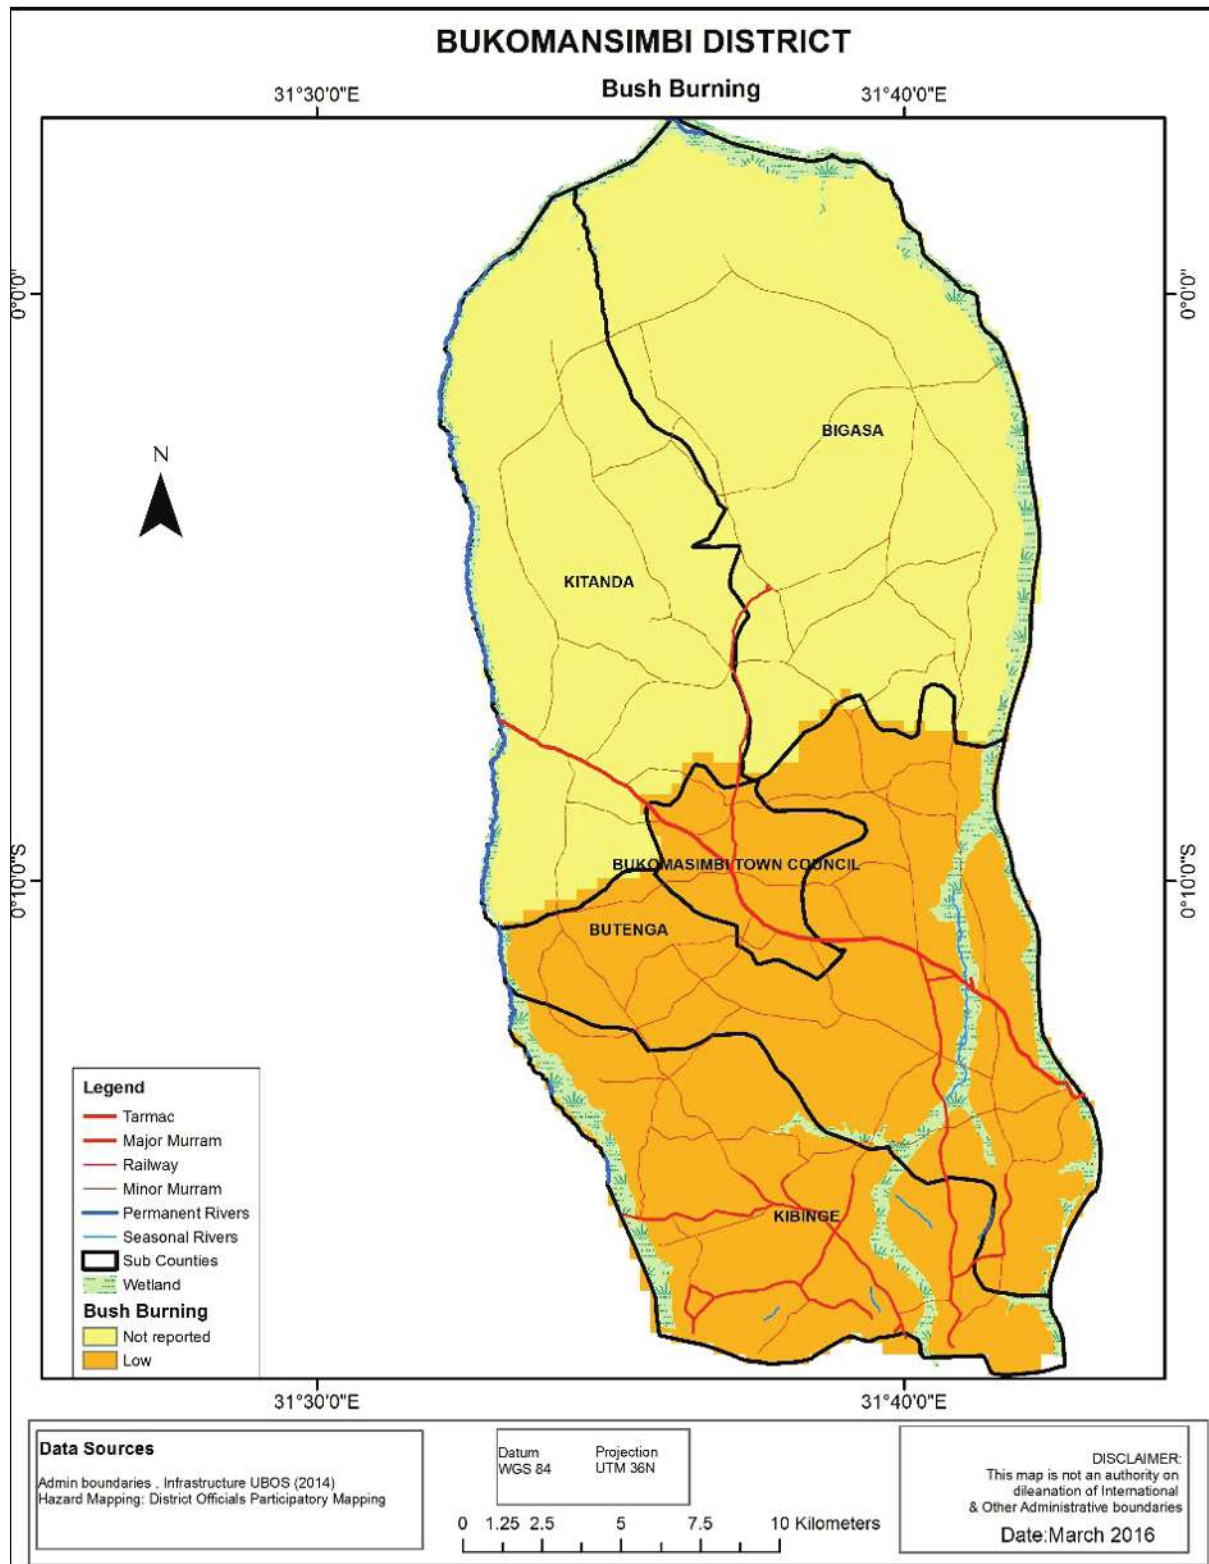 BUKOMANSIMBI DISTRICT
Bush Burning
31°30'0"E
31°40'0"E
0°0'0"
0°0'0"
BIGASA
N
KITANDA
BUKOMASIMBI TOWN COUNCIL
0°10'0"S
0°10'0"S
BUTENGA
KIBINGE
Legend
Tarmac
Major Murram
Railway
Minor Murram
Permanent Rivers
Seasonal Rivers
Sub Counties
Wetland
Bush Burning
Not reported
Low
31°30'0"E
31°40'0"E
Data Sources
Admin boundaries , Infrastructure UBOS (2014)
Hazard Mapping: District Officials Participatory Mapping
Datum Projection
WGS 84 UTM 36N
0 1.25 2.5 5 7.5 10 Kilometers
DISCLAIMER:
This map is not an authority on
dileanation of International
& Other Administrative boundaries
Date:March 2016